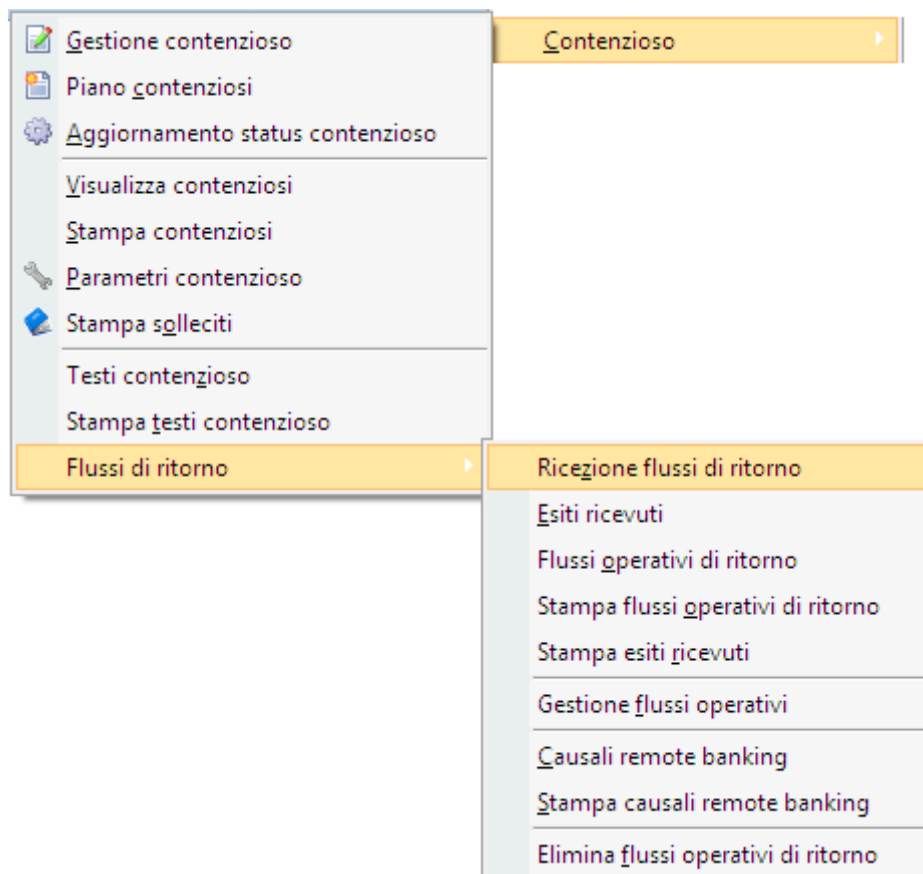 Contenzioso
Gestione contenzioso
Piano contenziosi
Aggiornamento status contenzioso
Visualizza contenziosi
Stampa contenziosi
Parametri contenzioso
Stampa solleciti
Testi contenzioso
Stampa testi contenzioso
Flussi di ritorno
Ricezione flussi di ritorno
Esiti ricevuti
Flussi operativi di ritorno
Stampa flussi operativi di ritorno
Stampa esiti ricevuti
Gestione flussi operativi
Causali remote banking
Stampa causali remote banking
Elimina flussi operativi di ritorno